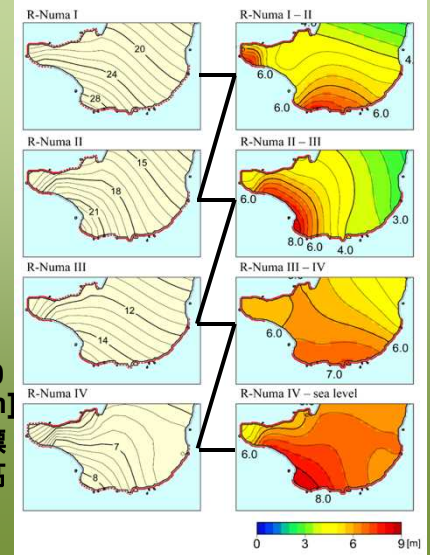 R-Numa I
20
24
28
R-Numa I – II
4.
6.0
6.0
6.0
R-Numa II
15
18
21
R-Numa II – III
6.0
3.0
8.0 6.0 4.0
R-Numa III
12
14
R-Numa III – IV
6.0
6.0
7.0
R-Numa IV
7
8
R-Numa IV – sea level
6.0
8.0
0 3 6 9 [m]